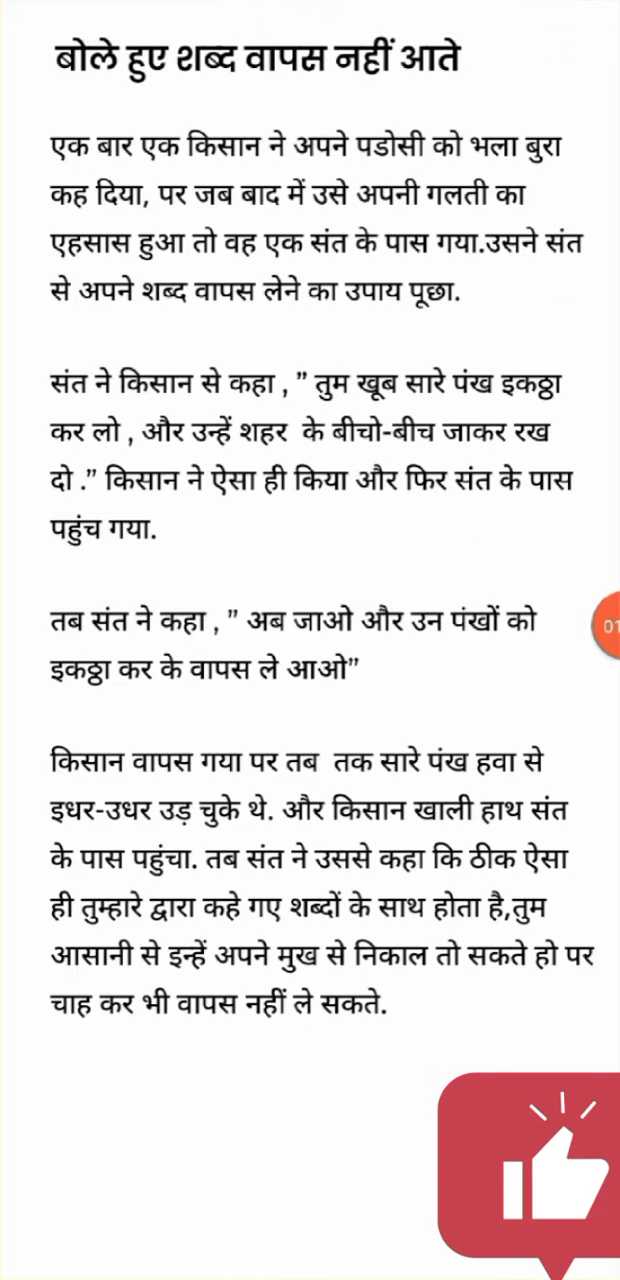 बोले हुए शब्द वापस नहीं आते
एक बार एक किसान ने अपने पडोसी को भला बुरा
कह दिया, पर जब बाद में उसे अपनी गलती का
एहसास हुआ तो वह एक संत के पास गया.उसने संत
से अपने शब्द वापस लेने का उपाय पूछा.
संत ने किसान से कहा , ” तुम खूब सारे पंख इकठ्ठा
कर लो , और उन्हें शहर के बीचो-बीच जाकर रख
दो .” किसान ने ऐसा ही किया और फिर संत के पास
पहुंच गया.
तब संत ने कहा , ” अब जाओ और उन पंखों को
इकठ्ठा कर के वापस ले आओ”
किसान वापस गया पर तब तक सारे पंख हवा से
इधर-उधर उड़ चुके थे. और किसान खाली हाथ संत
के पास पहुंचा. तब संत ने उससे कहा कि ठीक ऐसा
ही तुम्हारे द्वारा कहे गए शब्दों के साथ होता है,तुम
आसानी से इन्हें अपने मुख से निकाल तो सकते हो पर
चाह कर भी वापस नहीं ले सकते.